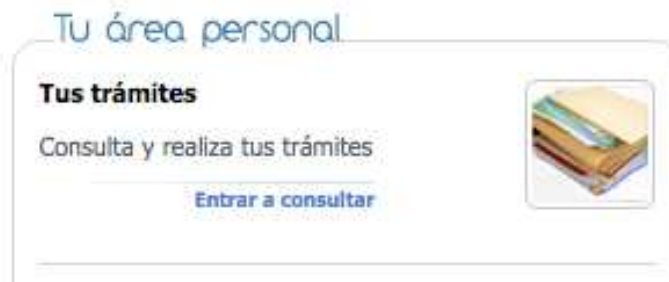 Tu área personal
Tus trámites
Consulta y realiza tus trámites
Entrar a consultar